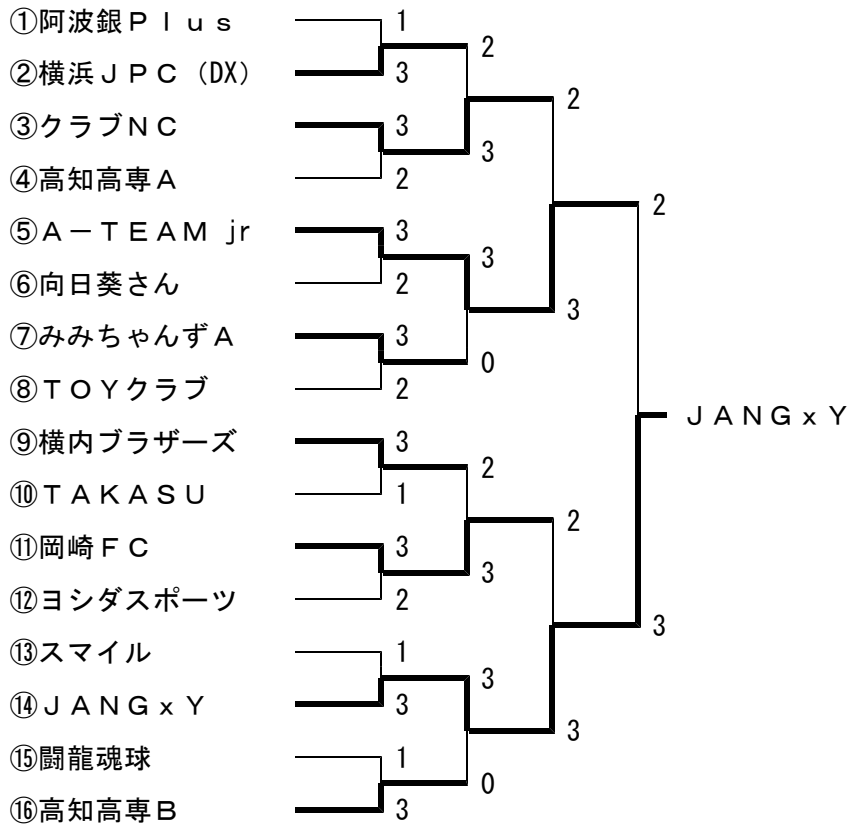 ①阿波銀Ｐｌｕｓ 1
2
②横浜ＪＰＣ（DX） 3
2
③クラブＮＣ 3
3
④高知高専Ａ 2
2
⑤Ａ－ＴＥＡＭ jr 3
3
⑥向日葵さん 2
3
⑦みみちゃんずＡ 3
0
⑧ＴＯＹクラブ 2
ＪＡＮＧｘＹ
⑨横内ブラザーズ 3
2
⑩ＴＡＫＡＳＵ 1
2
⑪岡崎ＦＣ 3
3
⑫ヨシダスポーツ 2
3
⑬スマイル 1
3
⑭ＪＡＮＧｘＹ 3
3
⑮闘龍魂球 1
0
⑯高知高専Ｂ 3